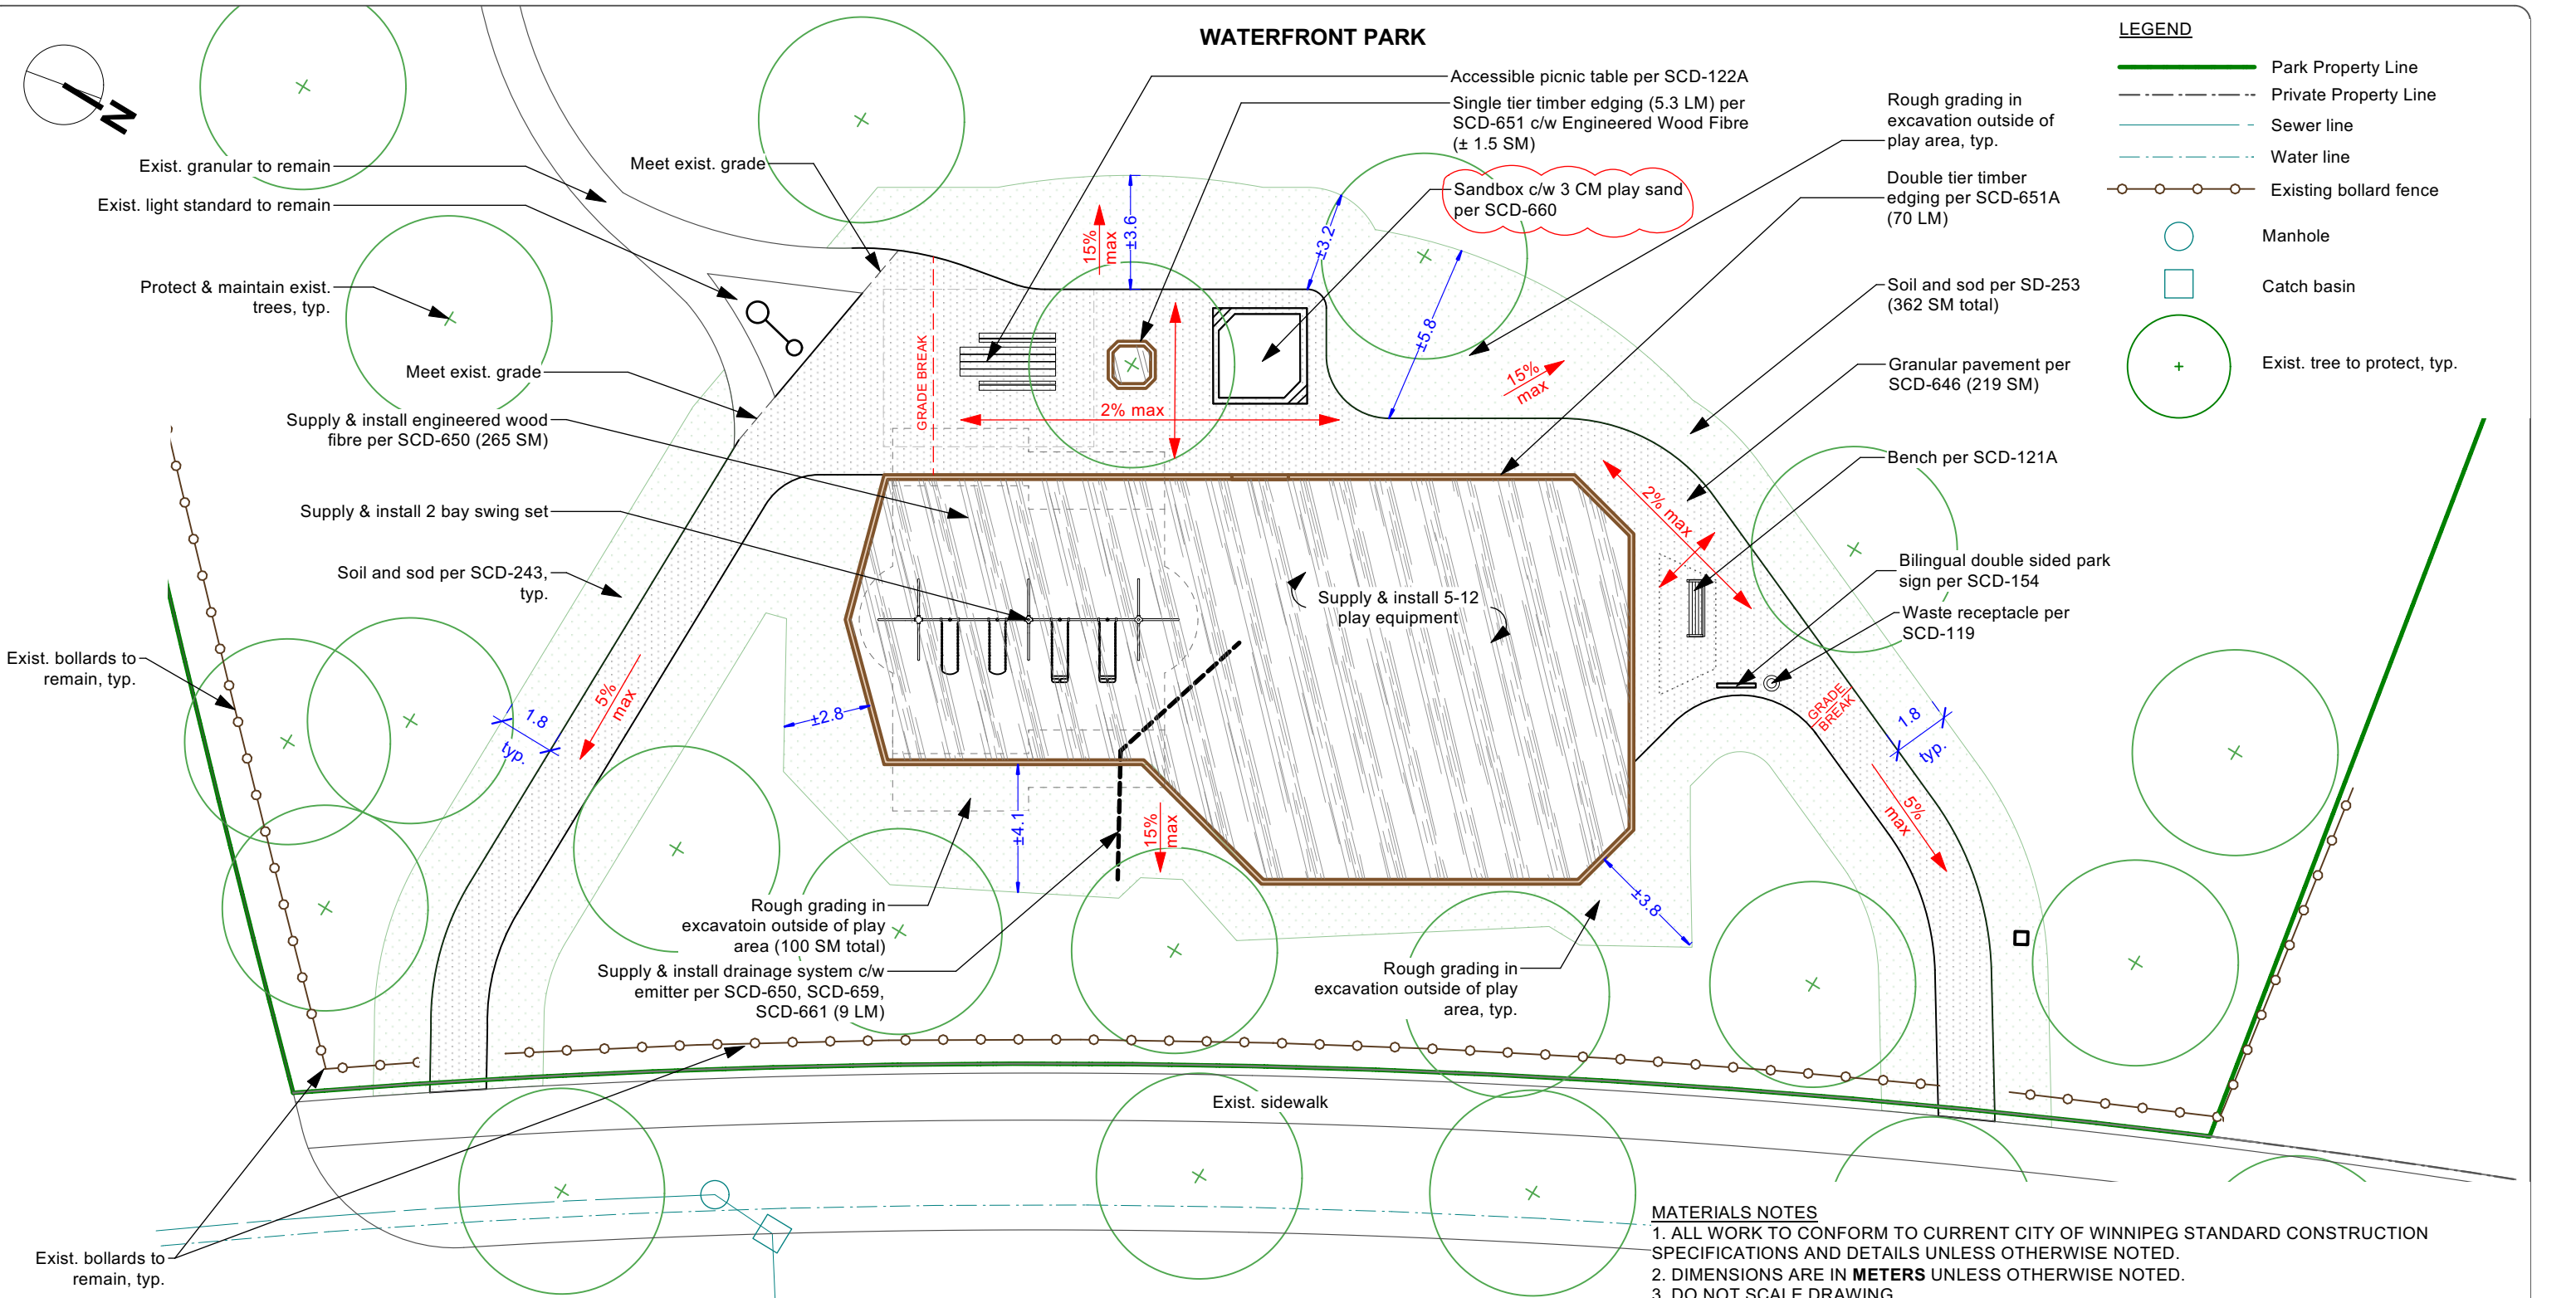 WATERFRONT PARK
N
Exist. granular to remain
Exist. light standard to remain
Protect & maintain exist.
trees, typ.
Meet exist. grade
Meet exist. grade
Supply & install engineered wood
fibre per SCD-650 (265 SM)
Supply & install 2 bay swing set
Soil and sod per SCD-243,
typ.
Exist. bollards to
remain, typ.
Accessible picnic table per SCD-122A
Single tier timber edging (5.3 LM) per
SCD-651 c/w Engineered Wood Fibre
(± 1.5 SM)
Sandbox c/w 3 CM play sand
per SCD-660
Rough grading in
excavation outside of
play area, typ.
Double tier timber
edging per SCD-651A
(70 LM)
Soil and sod per SD-253
(362 SM total)
Granular pavement per
SCD-646 (219 SM)
Bench per SCD-121A
Bilingual double sided park
sign per SCD-154
Waste receptacle per
SCD-119
LEGEND
Park Property Line
Private Property Line
Sewer line
Water line
Existing bollard fence
Manhole
Catch basin
Exist. tree to protect, typ.
15%
max
±3.6
±3.2
±5.8
15%
max
GRADE BREAK
2% max
2% max
Supply & install 5-12
play equipment
GRADE
BREAK
1.8
typ.
5%
max
1.8
typ.
5%
max
±2.8
±4.1
15%
max
±3.8
Rough grading in
excavatoin outside of play
area (100 SM total)
Supply & install drainage system c/w
emitter per SCD-650, SCD-659,
SCD-661 (9 LM)
Rough grading in
excavation outside of play
area, typ.
Exist. sidewalk
Exist. bollards to
remain, typ.
MATERIALS NOTES
1. ALL WORK TO CONFORM TO CURRENT CITY OF WINNIPEG STANDARD CONSTRUCTION
SPECIFICATIONS AND DETAILS UNLESS OTHERWISE NOTED.
2. DIMENSIONS ARE IN METERS UNLESS OTHERWISE NOTED.
3. DO NOT SCALE DRAWING